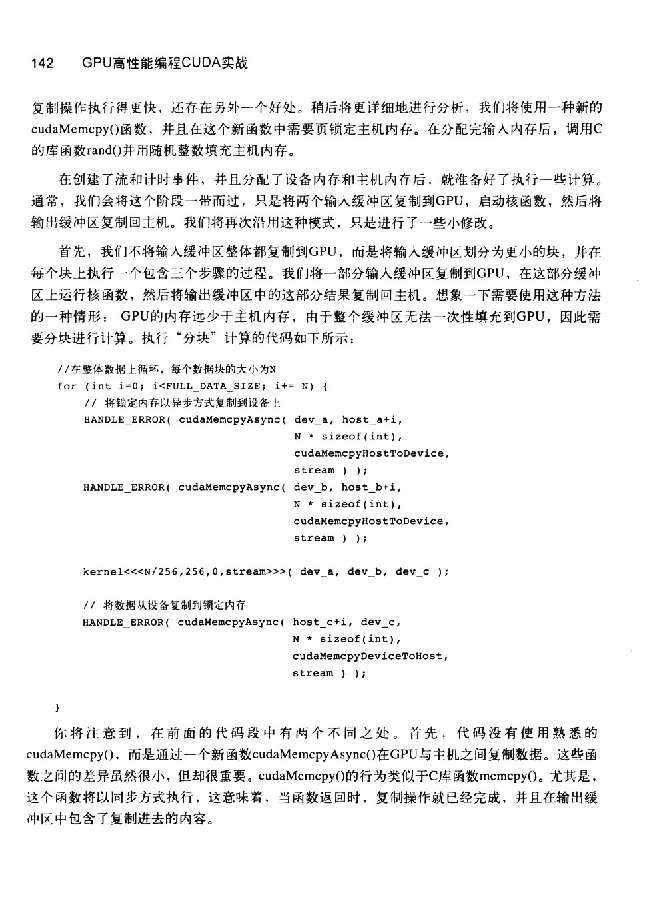 142 GPU高性能编程CUDA实战
复制操作执行得更快，还存在另外一个好处。稍后将更详细地进行分析，我们将使用一种新的
cudaMemcpy()函数，并且在这个新函数中需要页锁定主机内存。在分配完输入内存后，调用C
的库函数rand()并用随机整数填充主机内存。
在创建了流和计时事件，并且分配了设备内存和主机内存后，就准备好了执行一些计算。
通常，我们会将这个阶段一带而过，只是将两个输入缓冲区复制到GPU，启动核函数，然后将
输出缓冲区复制回主机。我们将再次沿用这种模式，只是进行了一些小修改。
首先，我们不将输入缓冲区整体都复制到GPU，而是将输入缓冲区划分为更小的块，并在
每个块上执行一个包含三个步骤的过程。我们将一部分输入缓冲区复制到GPU，在这部分缓冲
区上运行核函数，然后将输出缓冲区中的这部分结果复制回主机。想象一下需要使用这种方法
的一种情形：GPU的内存远少于主机内存，由于整个缓冲区无法一次性填充到GPU，因此需
要分块进行计算。执行“分块”计算的代码如下所示：
//在整体数据上循环，每个数据块的大小为N
for (int i=0; i<FULL_DATA_SIZE; i+= N) {
// 将锁定内存以异步方式复制到设备上
HANDLE_ERROR( cudaMemcpyAsync( dev_a, host_a+i,
N * sizeof(int),
cudaMemcpyHostToDevice,
stream ) );
HANDLE_ERROR( cudaMemcpyAsync( dev_b, host_b+i,
N * sizeof(int),
cudaMemcpyHostToDevice,
stream ) );
kernel<<<N/256,256,0,stream>>>( dev_a, dev_b, dev_c );
// 将数据从设备复制到锁定内存
HANDLE_ERROR( cudaMemcpyAsync( host_c+i, dev_c,
N * sizeof(int),
cudaMemcpyDeviceToHost,
stream ) );
}
你将注意到，在前面的代码段中有两个不同之处。首先，代码没有使用熟悉的
cudaMemcpy()，而是通过一个新函数cudaMemcpyAsync()在GPU与主机之间复制数据。这些函
数之间的差异虽然很小，但却很重要。cudaMemcpy()的行为类似于C库函数memcpy()。尤其是，
这个函数将以同步方式执行，这意味着，当函数返回时，复制操作就已经完成，并且在输出缓
冲区中包含了复制进去的内容。